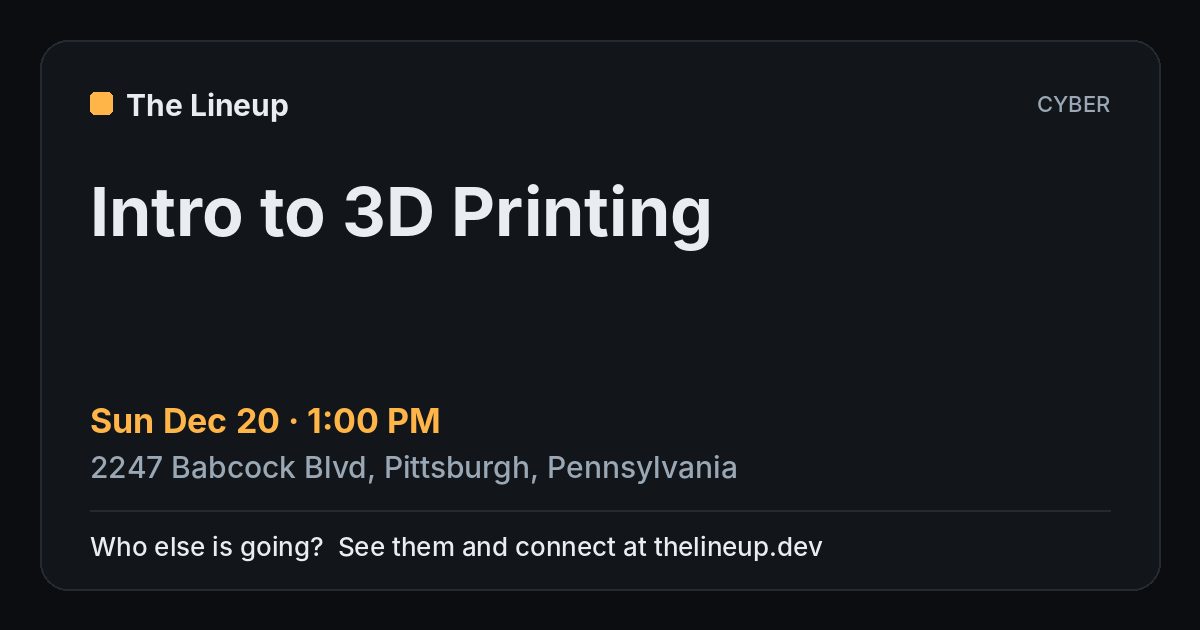 The Lineup
CYBER
Intro to 3D Printing
Sun Dec 20 · 1:00 PM
2247 Babcock Blvd, Pittsburgh, Pennsylvania
Who else is going? See them and connect at thelineup.dev